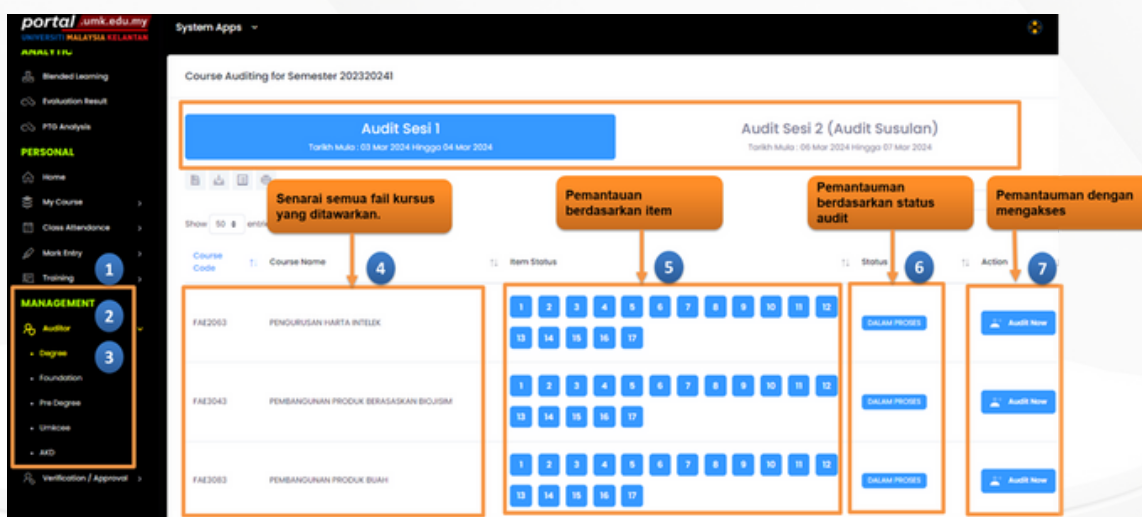 portal .umk.edu.my
UNIVERSITI MALAYSIA KELANTAN
System Apps
ANALYTIC
Blended Learning
Evaluation Result
PTG Analysis
PERSONAL
Home
My Course
Class Attendance
Mark Entry
Training
1
MANAGEMENT
2
Auditor
Degree
3
Foundation
Pre Degree
Umkcee
AKD
Verification / Approval
Course Auditing for Semester 202320241
Audit Sesi 1
Tarikh Mula : 03 Mar 2024 Hingga 04 Mar 2024
Audit Sesi 2 (Audit Susulan)
Tarikh Mula : 06 Mar 2024 Hingga 07 Mar 2024
Senarai semua fail kursus
yang ditawarkan.
Pemantauan
berdasarkan item
Pemantauman
berdasarkan status
audit
Pemantauman dengan
mengakses
Show 50 entri
Course Code
Course Name
4
Item Status
5
Status
6
Action
7
FAE2063
PENGURUSAN HARTA INTELEK
1 2 3 4 5 6 7 8 9 10 11 12
13 14 15 16 17
DALAM PROSES
Audit Now
FAE3043
PEMBANGUNAN PRODUK BERASASKAN BIOJISIM
1 2 3 4 5 6 7 8 9 10 11 12
13 14 15 16 17
DALAM PROSES
Audit Now
FAE3083
PEMBANGUNAN PRODUK BUAH
1 2 3 4 5 6 7 8 9 10 11 12
13 14 15 16 17
DALAM PROSES
Audit Now